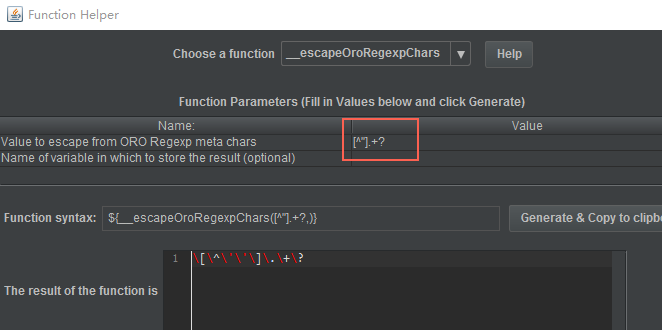 Function Helper
Choose a function __escapeOroRegexpChars Help
Function Parameters (Fill in Values below and click Generate)
Name: Value
Value to escape from ORO Regexp meta chars [^''].+?
Name of variable in which to store the result (optional)
Function syntax: ${__escapeOroRegexpChars([^''].+?,)} Generate & Copy to clipb
1 \[\^\'\'\]\.\+\?
The result of the function is